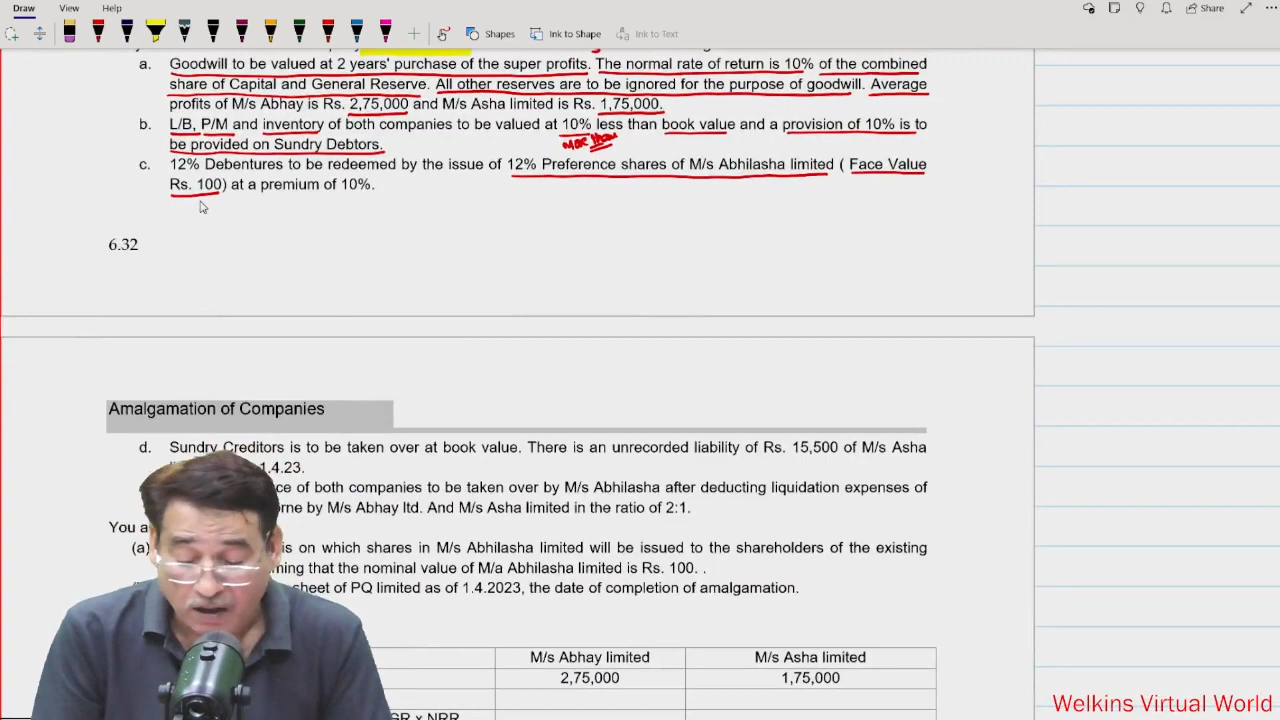 Draw View Help Share
Shapes Ink to Shape Ink to Text
a. Goodwill to be valued at 2 years' purchase of the super profits. The normal rate of return is 10% of the combined
share of Capital and General Reserve. All other reserves are to be ignored for the purpose of goodwill. Average
profits of M/s Abhay is Rs. 2,75,000 and M/s Asha limited is Rs. 1,75,000.
b. L/B, P/M and inventory of both companies to be valued at 10% less than book value and a provision of 10% is to
be provided on Sundry Debtors.
c. 12% Debentures to be redeemed by the issue of 12% Preference shares of M/s Abhilasha limited ( Face Value
Rs. 100) at a premium of 10%.
6.32
Amalgamation of Companies
d. Sundry Creditors is to be taken over at book value. There is an unrecorded liability of Rs. 15,500 of M/s Asha
1.4.23.
of both companies to be taken over by M/s Abhilasha after deducting liquidation expenses of
by M/s Abhay ltd. And M/s Asha limited in the ratio of 2:1.
You
(a) on which shares in M/s Abhilasha limited will be issued to the shareholders of the existing
that the nominal value of M/a Abhilasha limited is Rs. 100. .
sheet of PQ limited as of 1.4.2023, the date of completion of amalgamation.
M/s Abhay limited M/s Asha limited
2,75,000 1,75,000
x NRR
Welkins Virtual World